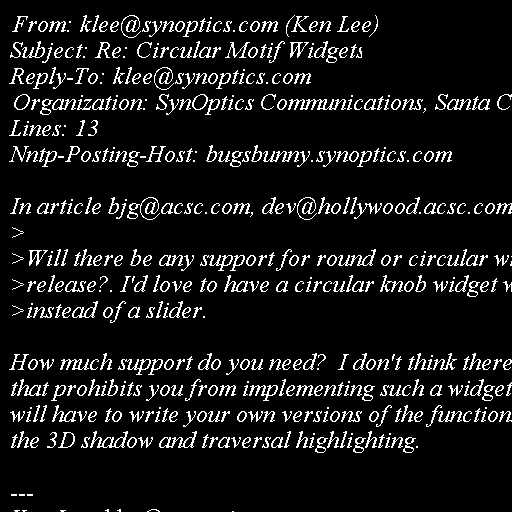 From: klee@synoptics.com (Ken Lee)
Subject: Re: Circular Motif Widgets
Reply-To: klee@synoptics.com
Organization: SynOptics Communications, Santa C
Lines: 13
Nntp-Posting-Host: bugsbunny.synoptics.com

In article bjg@acsc.com, dev@hollywood.acsc.com
>
>Will there be any support for round or circular wi
>release?. I'd love to have a circular knob widget w
>instead of a slider.

How much support do you need?  I don't think there
that prohibits you from implementing such a widget
will have to write your own versions of the function
the 3D shadow and traversal highlighting.

---